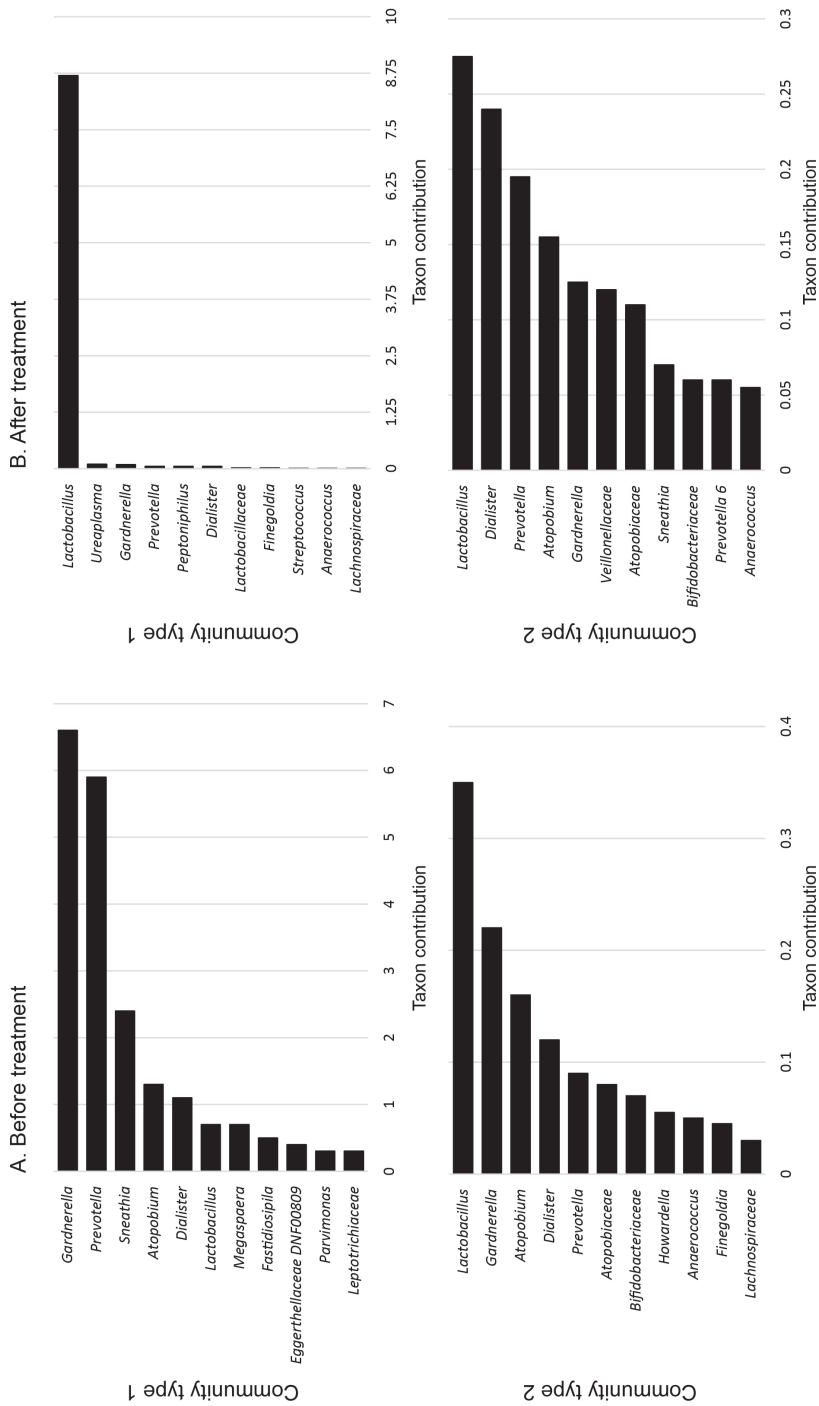 A. Before treatment
Community type 1
Gardnerella
Prevotella
Sneathia
Atopobium
Dialister
Lactobacillus
Megaspaera
Fastidiosipila
Eggerthellaceae DNF00809
Parvimonas
Leptotrichiaceae
0 1 2 3 4 5 6 7
Taxon contribution
Community type 2
Lactobacillus
Gardnerella
Atopobium
Dialister
Prevotella
Atopobiaceae
Bifidobacteriaceae
Howardella
Anaerococcus
Finegoldia
Lachnospiraceae
0 0.1 0.2 0.3 0.4
Taxon contribution
B. After treatment
Community type 1
Lactobacillus
Ureaplasma
Gardnerella
Prevotella
Peptoniphilus
Dialister
Lactobacillaceae
Finegoldia
Streptococcus
Anaerococcus
Lachnospiraceae
0 1.25 2.5 3.75 5 6.25 7.5 8.75 10
Taxon contribution
Community type 2
Lactobacillus
Dialister
Prevotella
Atopobium
Gardnerella
Veillonellaceae
Atopobiaceae
Sneathia
Bifidobacteriaceae
Prevotella 6
Anaerococcus
0 0.05 0.1 0.15 0.2 0.25 0.3
Taxon contribution